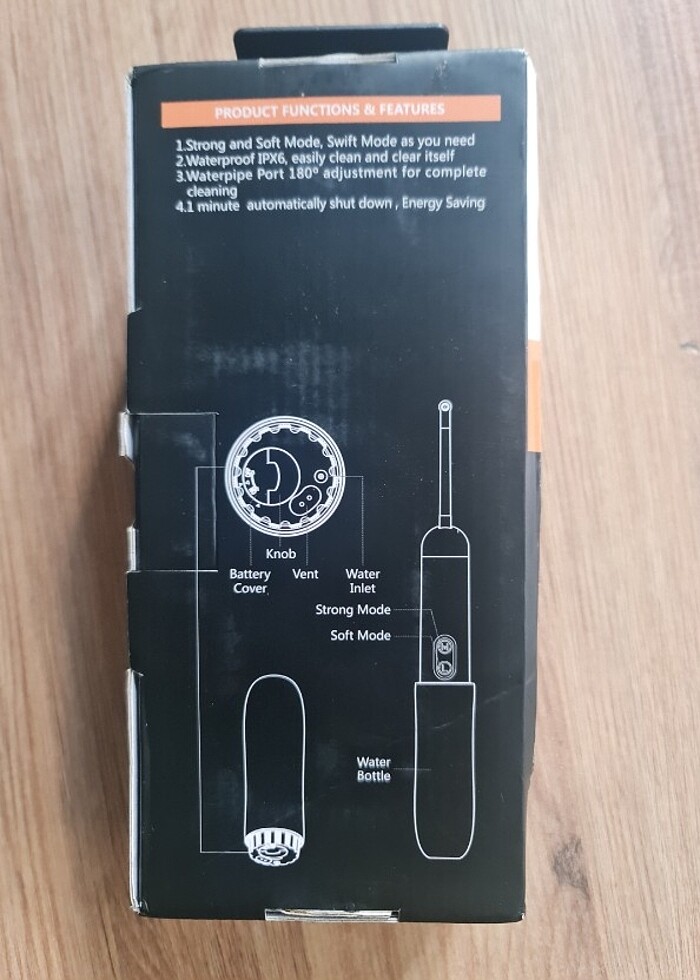 PRODUCT FUNCTIONS & FEATURES
1.Strong and Soft Mode, Swift Mode as you need
2.Waterproof IPX6, easily clean and clear itself
3.Waterpipe Port 180° adjustment for complete
cleaning
4.1 minute automatically shut down , Energy Saving
Knob
Battery
Cover
Vent
Water
Inlet
Strong Mode
Soft Mode
H
L
Water
Bottle